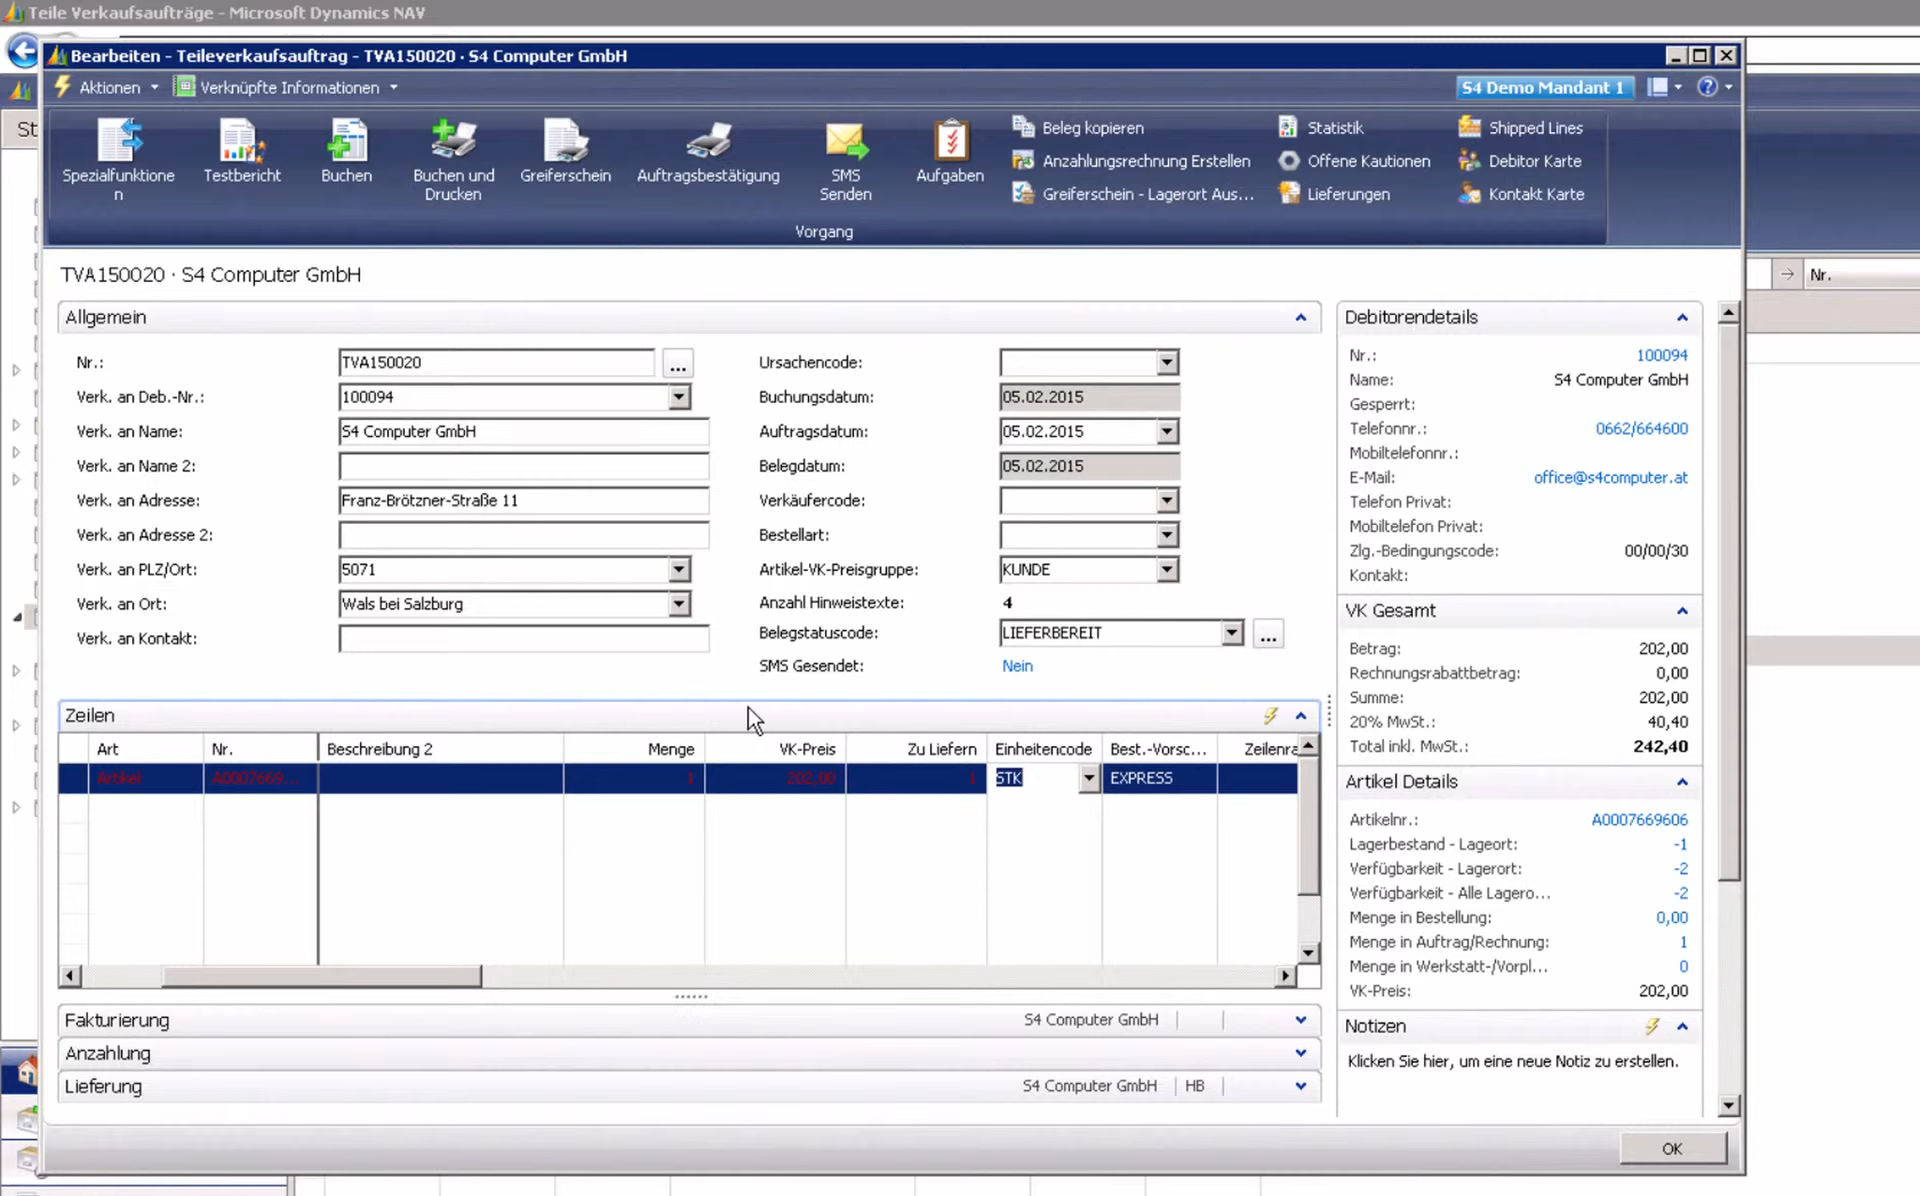 Teile Verkaufsaufträge - Microsoft Dynamics NAV
Bearbeiten - Teileverkaufsauftrag - TVA150020 · S4 Computer GmbH
Aktionen
Verknüpfte Informationen
S4 Demo Mandant 1
St
Spezialfunktione
n
Testbericht
Buchen
Buchen und
Drucken
Greiferschein
Auftragsbestätigung
SMS
Senden
Aufgaben
Beleg kopieren
Anzahlungsrechnung Erstellen
Greiferschein - Lagerort Aus...
Statistik
Offene Kautionen
Lieferungen
Shipped Lines
Debitor Karte
Kontakt Karte
Vorgang
TVA150020 · S4 Computer GmbH
Nr.
Allgemein
Nr.: TVA150020 ...
Verk. an Deb.-Nr.: 100094
Verk. an Name: S4 Computer GmbH
Verk. an Name 2:
Verk. an Adresse: Franz-Brötzner-Straße 11
Verk. an Adresse 2:
Verk. an PLZ/Ort: 5071
Verk. an Ort: Wals bei Salzburg
Verk. an Kontakt:
Ursachencode:
Buchungsdatum: 05.02.2015
Auftragsdatum: 05.02.2015
Belegdatum: 05.02.2015
Verkäufercode:
Bestellart:
Artikel-VK-Preisgruppe: KUNDE
Anzahl Hinweistexte: 4
Belegstatuscode: LIEFERBEREIT ...
SMS Gesendet: Nein
Zeilen
Art Nr. Beschreibung 2 Menge VK-Preis Zu Liefern Einheitencode Best.-Vorsc... Zeilenra
Artikel A0007669... 1 202,00 1 STK EXPRESS
Fakturierung S4 Computer GmbH
Anzahlung
Lieferung S4 Computer GmbH HB
Debitorendetails
Nr.: 100094
Name: S4 Computer GmbH
Gesperrt:
Telefonnr.: 0662/664600
Mobiltelefonnr.:
E-Mail: office@s4computer.at
Telefon Privat:
Mobiltelefon Privat:
Zlg.-Bedingungscode: 00/00/30
Kontakt:
VK Gesamt
Betrag: 202,00
Rechnungsrabattbetrag: 0,00
Summe: 202,00
20% MwSt.: 40,40
Total inkl. MwSt.: 242,40
Artikel Details
Artikelnr.: A0007669606
Lagerbestand - Lageort: -1
Verfügbarkeit - Lagerort: -2
Verfügbarkeit - Alle Lagero... -2
Menge in Bestellung: 0,00
Menge in Auftrag/Rechnung: 1
Menge in Werkstatt-/Vorpl... 0
VK-Preis: 202,00
Notizen
Klicken Sie hier, um eine neue Notiz zu erstellen.
OK